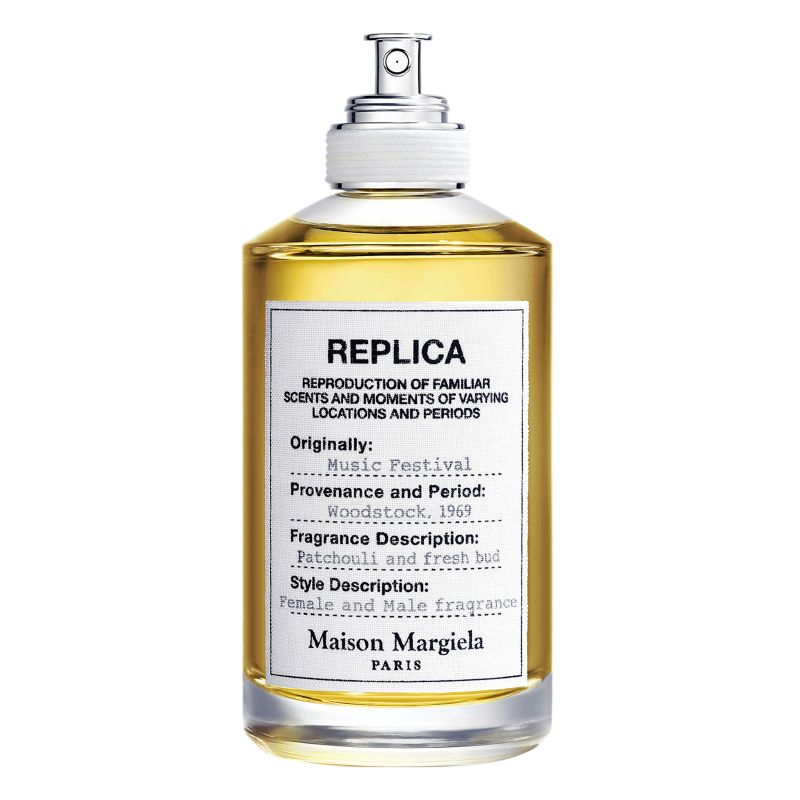 REPLICA
REPRODUCTION OF FAMILIAR
SCENTS AND MOMENTS OF VARYING
LOCATIONS AND PERIODS
Originally:
Music Festival
Provenance and Period:
Woodstock, 1969
Fragrance Description:
Patchouli and fresh bud
Style Description:
Female and Male fragrance
Maison Margiela
PARIS